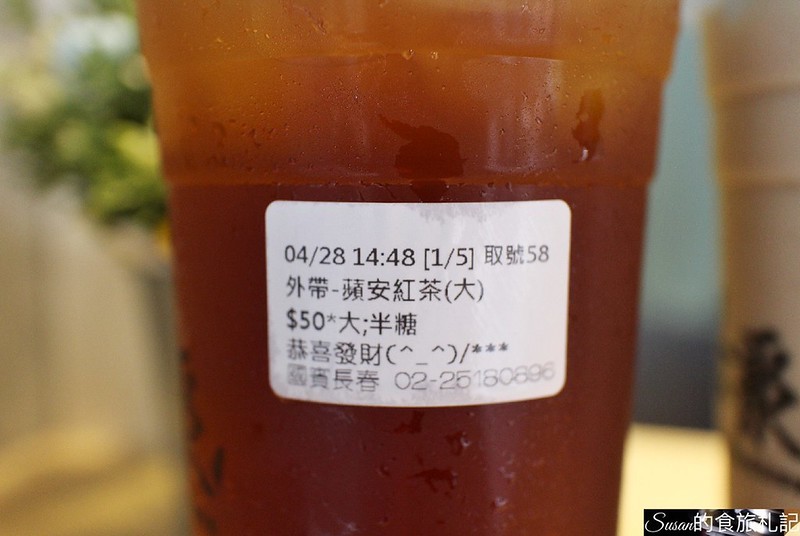 04/28 14:48 [1/5] 取號58
外帶-蘋安紅茶(大)
$50*大;半糖
恭喜發財(^_^)/***
國賓長春 02-25180896
Susan的食旅札記